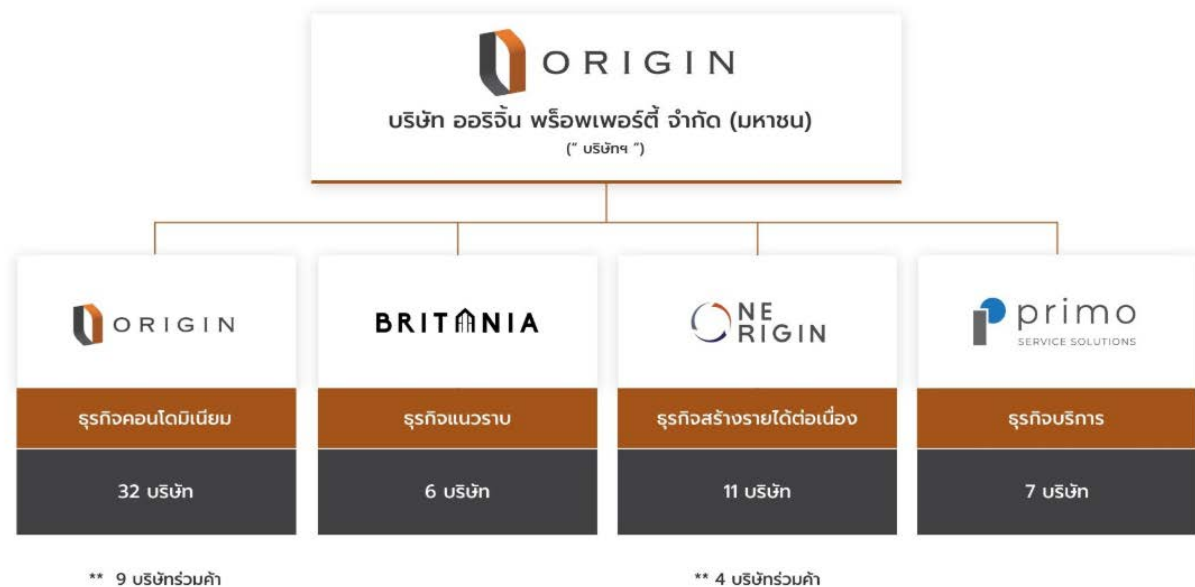 ORIGIN
บริษัท ออริจิ้น พร็อพเพอร์ตี้ จำกัด (มหาชน)
(“ บริษัทฯ ”)
ORIGIN
BRITANIA
ONE ORIGIN
primo
SERVICE SOLUTIONS
ธุรกิจคอนโดมิเนียม
ธุรกิจแนวราบ
ธุรกิจสร้างรายได้ต่อเนื่อง
ธุรกิจบริการ
32 บริษัท
6 บริษัท
11 บริษัท
7 บริษัท
** 9 บริษัทร่วมค้า
** 4 บริษัทร่วมค้า